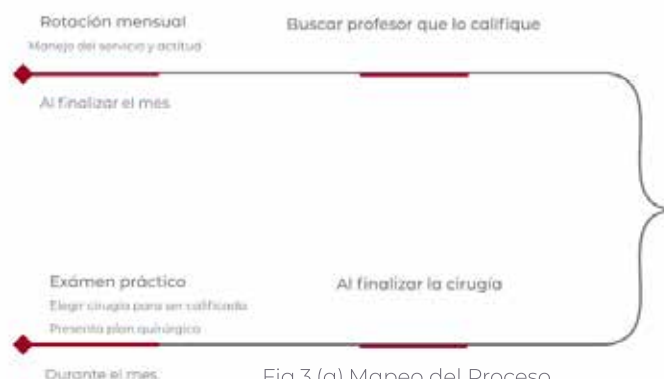 Rotación mensual
Manejo del servicio y actitud
Buscar profesor que lo califique
Al finalizar el mes.
Exámen práctico
Elegir cirugía para ser calificada
Presenta plan quirúrgico
Al finalizar la cirugía
Durante el mes.
Fig.3 (a) Mapeo del Proceso